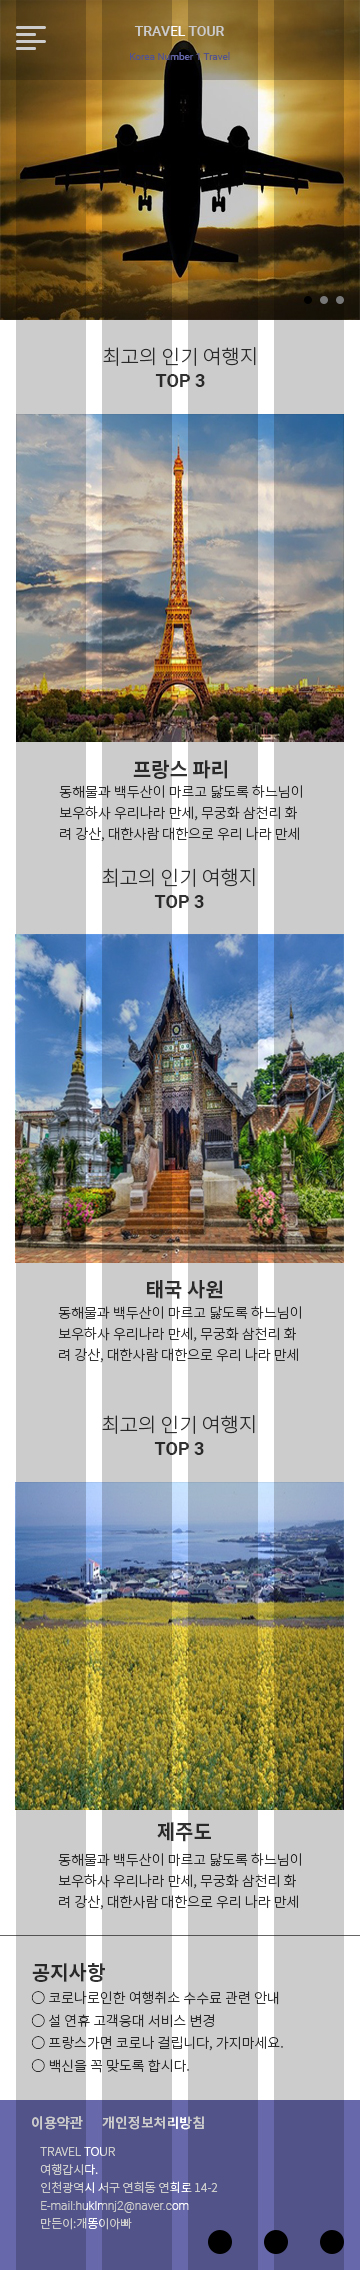 TRAVEL TOUR
Korea Number 1 Travel
최고의 인기 여행지
TOP 3
프랑스 파리
동해물과 백두산이 마르고 닳도록 하느님이
보우하사 우리나라 만세, 무궁화 삼천리 화
려 강산, 대한사람 대한으로 우리 나라 만세
최고의 인기 여행지
TOP 3
태국 사원
동해물과 백두산이 마르고 닳도록 하느님이
보우하사 우리나라 만세, 무궁화 삼천리 화
려 강산, 대한사람 대한으로 우리 나라 만세
최고의 인기 여행지
TOP 3
제주도
동해물과 백두산이 마르고 닳도록 하느님이
보우하사 우리나라 만세, 무궁화 삼천리 화
려 강산, 대한사람 대한으로 우리 나라 만세
공지사항
○ 코로나로인한 여행취소 수수료 관련 안내
○ 설 연휴 고객응대 서비스 변경
○ 프랑스가면 코로나 걸립니다, 가지마세요.
○ 백신을 꼭 맞도록 합시다.
이용약관 개인정보처리방침
TRAVEL TOUR
여행갑시다.
인천광역시 서구 연희동 연희로 14-2
E-mail:huklmnj2@naver.com
만든이:개똥이아빠